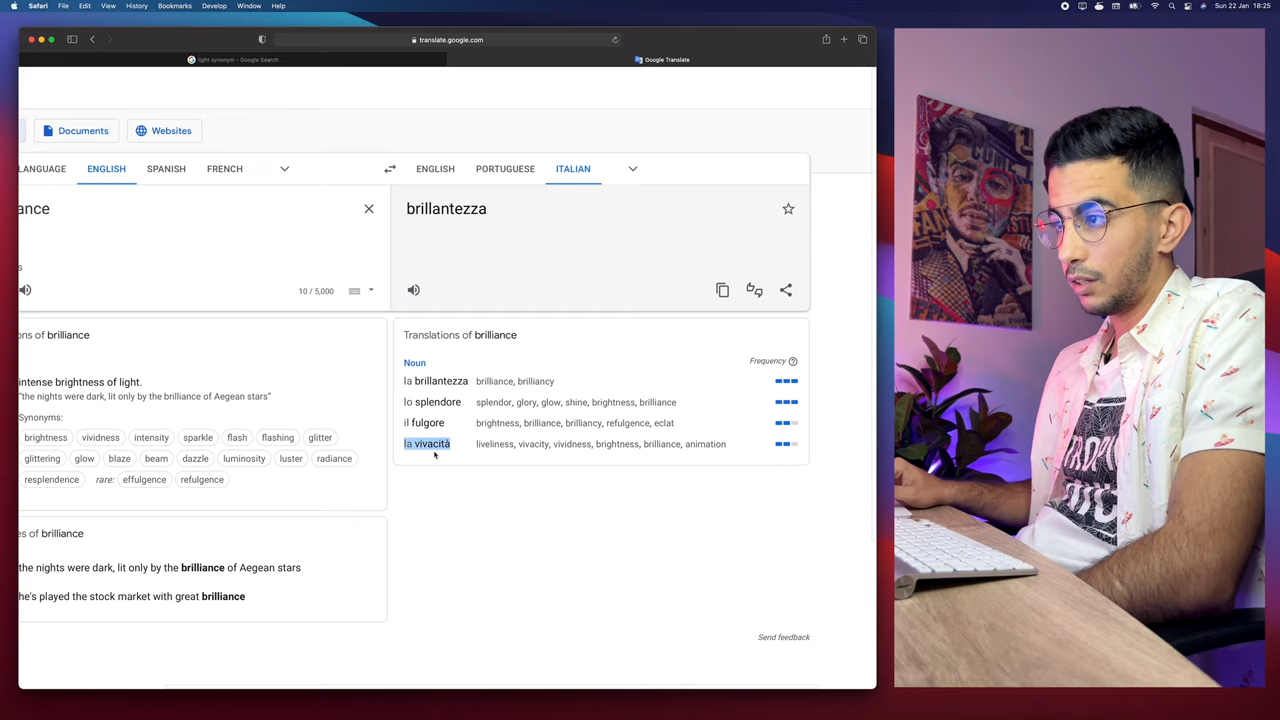 Safari File Edit View History Bookmarks Develop Window Help
Sun 22 Jan 18:25
translate.google.com
light synonym - Google Search
Google Translate
Documents
Websites
LANGUAGE ENGLISH SPANISH FRENCH
ENGLISH PORTUGUESE ITALIAN
ance
brillantezza
s
10 / 5,000
ons of brilliance
intense brightness of light.
"the nights were dark, lit only by the brilliance of Aegean stars"
Synonyms:
brightness vividness intensity sparkle flash flashing glitter
glittering glow blaze beam dazzle luminosity luster radiance
resplendence rare: effulgence refulgence
es of brilliance
the nights were dark, lit only by the brilliance of Aegean stars
he's played the stock market with great brilliance
Translations of brilliance
Noun Frequency
la brillantezza brilliance, brilliancy
lo splendore splendor, glory, glow, shine, brightness, brilliance
il fulgore brightness, brilliance, brilliancy, refulgence, eclat
la vivacità liveliness, vivacity, vividness, brightness, brilliance, animation
Send feedback